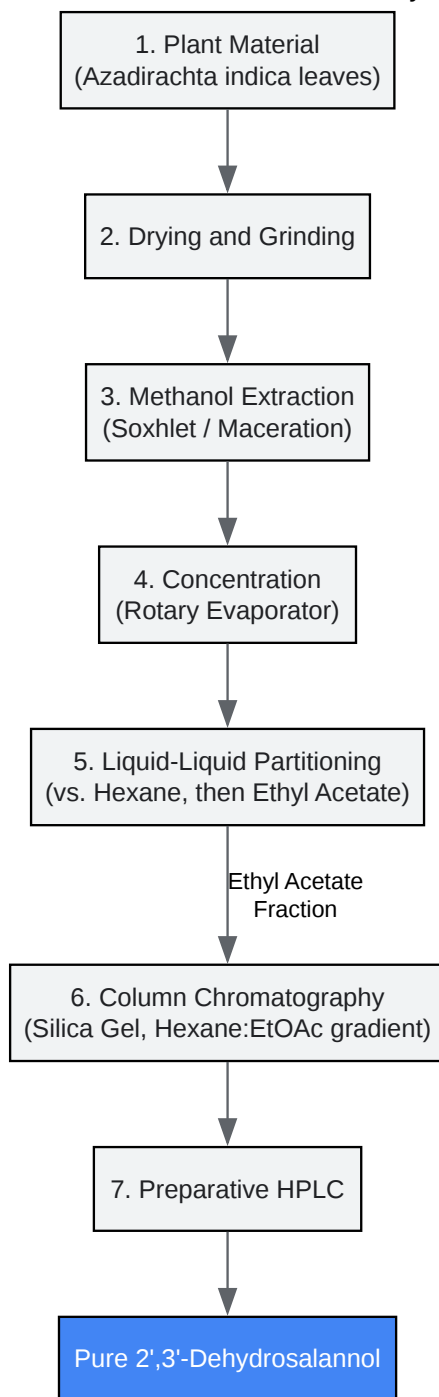 1. Plant Material
(Azadirachta indica leaves)
2. Drying and Grinding
3. Methanol Extraction
(Soxhlet / Maceration)
4. Concentration
(Rotary Evaporator)
5. Liquid-Liquid Partitioning
(vs. Hexane, then Ethyl Acetate)
Ethyl Acetate
Fraction
6. Column Chromatography
(Silica Gel, Hexane:EtOAc gradient)
7. Preparative HPLC
Pure 2',3'-Dehydrosalannol